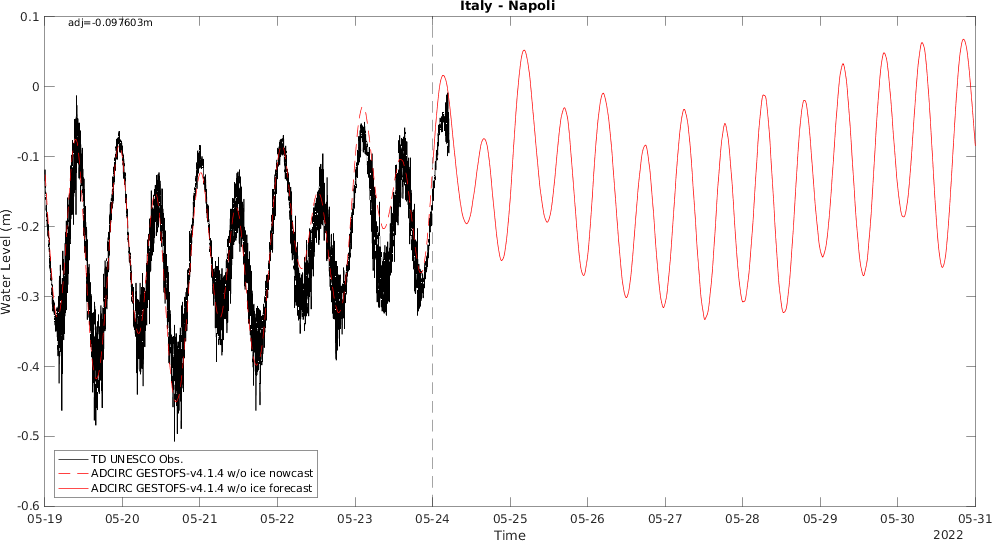 Italy - Napoli
adj=-0.097603m
0.1
0
-0.1
-0.2
-0.3
-0.4
-0.5
-0.6
Water Level (m)
TD UNESCO Obs.
ADCIRC GESTOFS-v4.1.4 w/o ice nowcast
ADCIRC GESTOFS-v4.1.4 w/o ice forecast
05-19 05-20 05-21 05-22 05-23 05-24 05-25 05-26 05-27 05-28 05-29 05-30 05-31
Time
2022